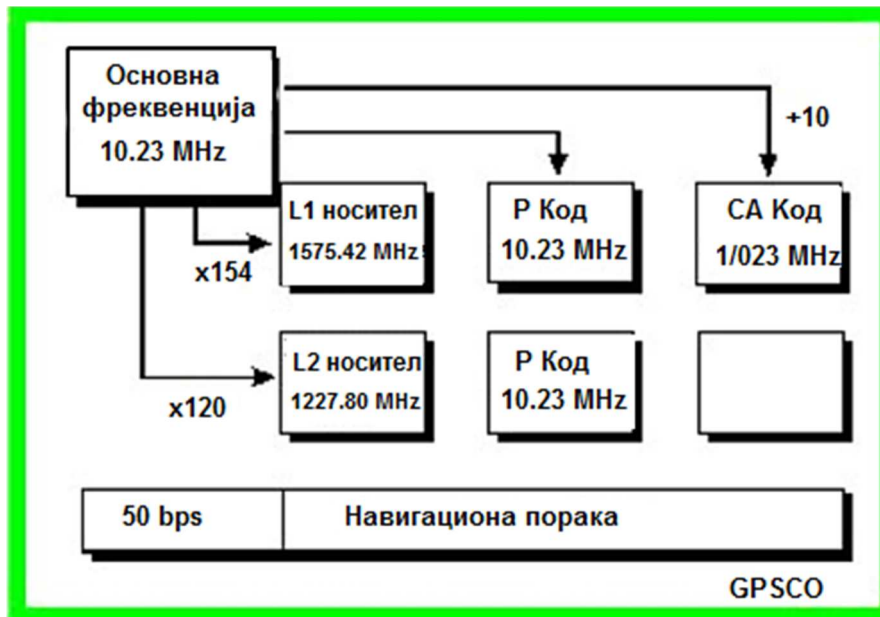 Основна
фреквенција
10.23 MHz
+10
L1 носител
1575.42 MHz
x154
P Код
10.23 MHz
CA Код
1/023 MHz
L2 носител
1227.80 MHz
x120
P Код
10.23 MHz
50 bps
Навигациона порака
GPSCO